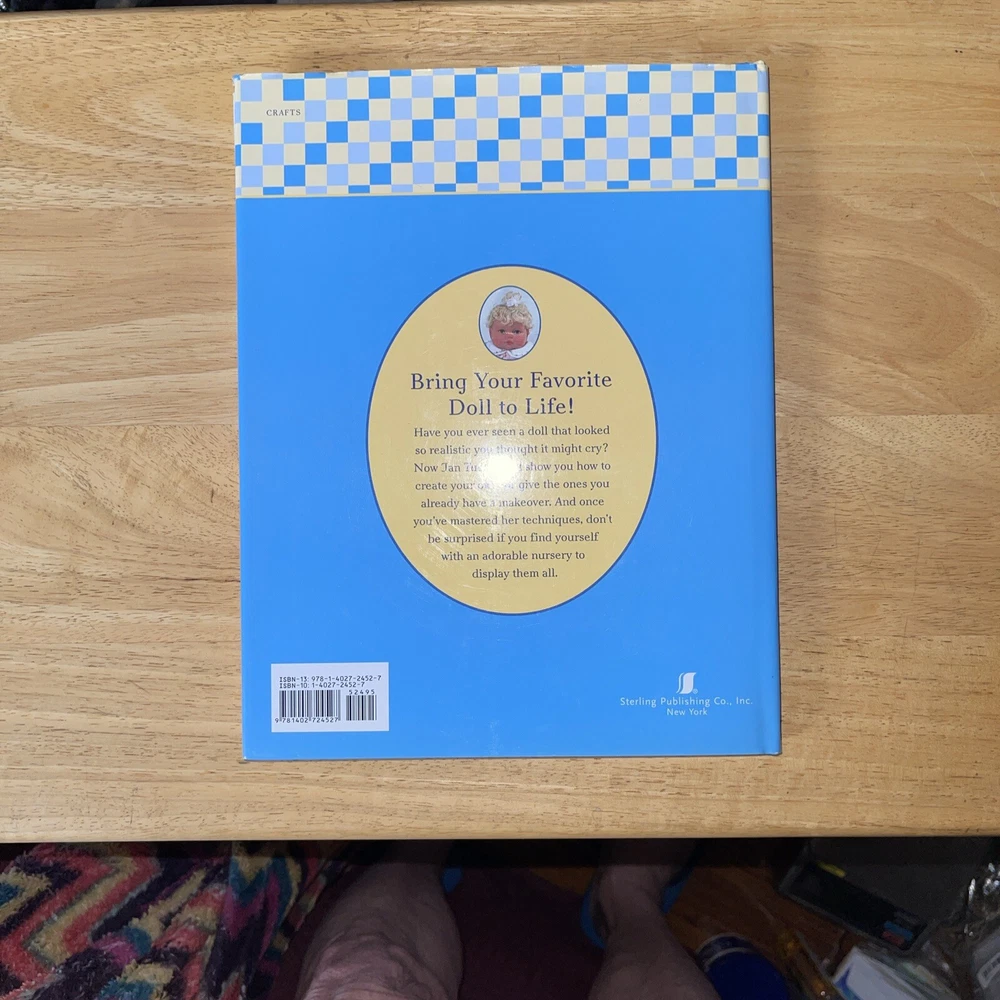 CRAFTS
Bring Your Favorite
Doll to Life!
Have you ever seen a doll that looked
so realistic you thought it might cry?
Now Jan show you how to
create your give the ones you
already have a makeover. And once
you've mastered her techniques, don't
be surprised if you find yourself
with an adorable nursery to
display them all.
ISBN-13: 978-1-4027-2452-7
ISBN-10: 1-4027-2452-7
52495
9 781402 724527
Sterling Publishing Co., Inc.
New York